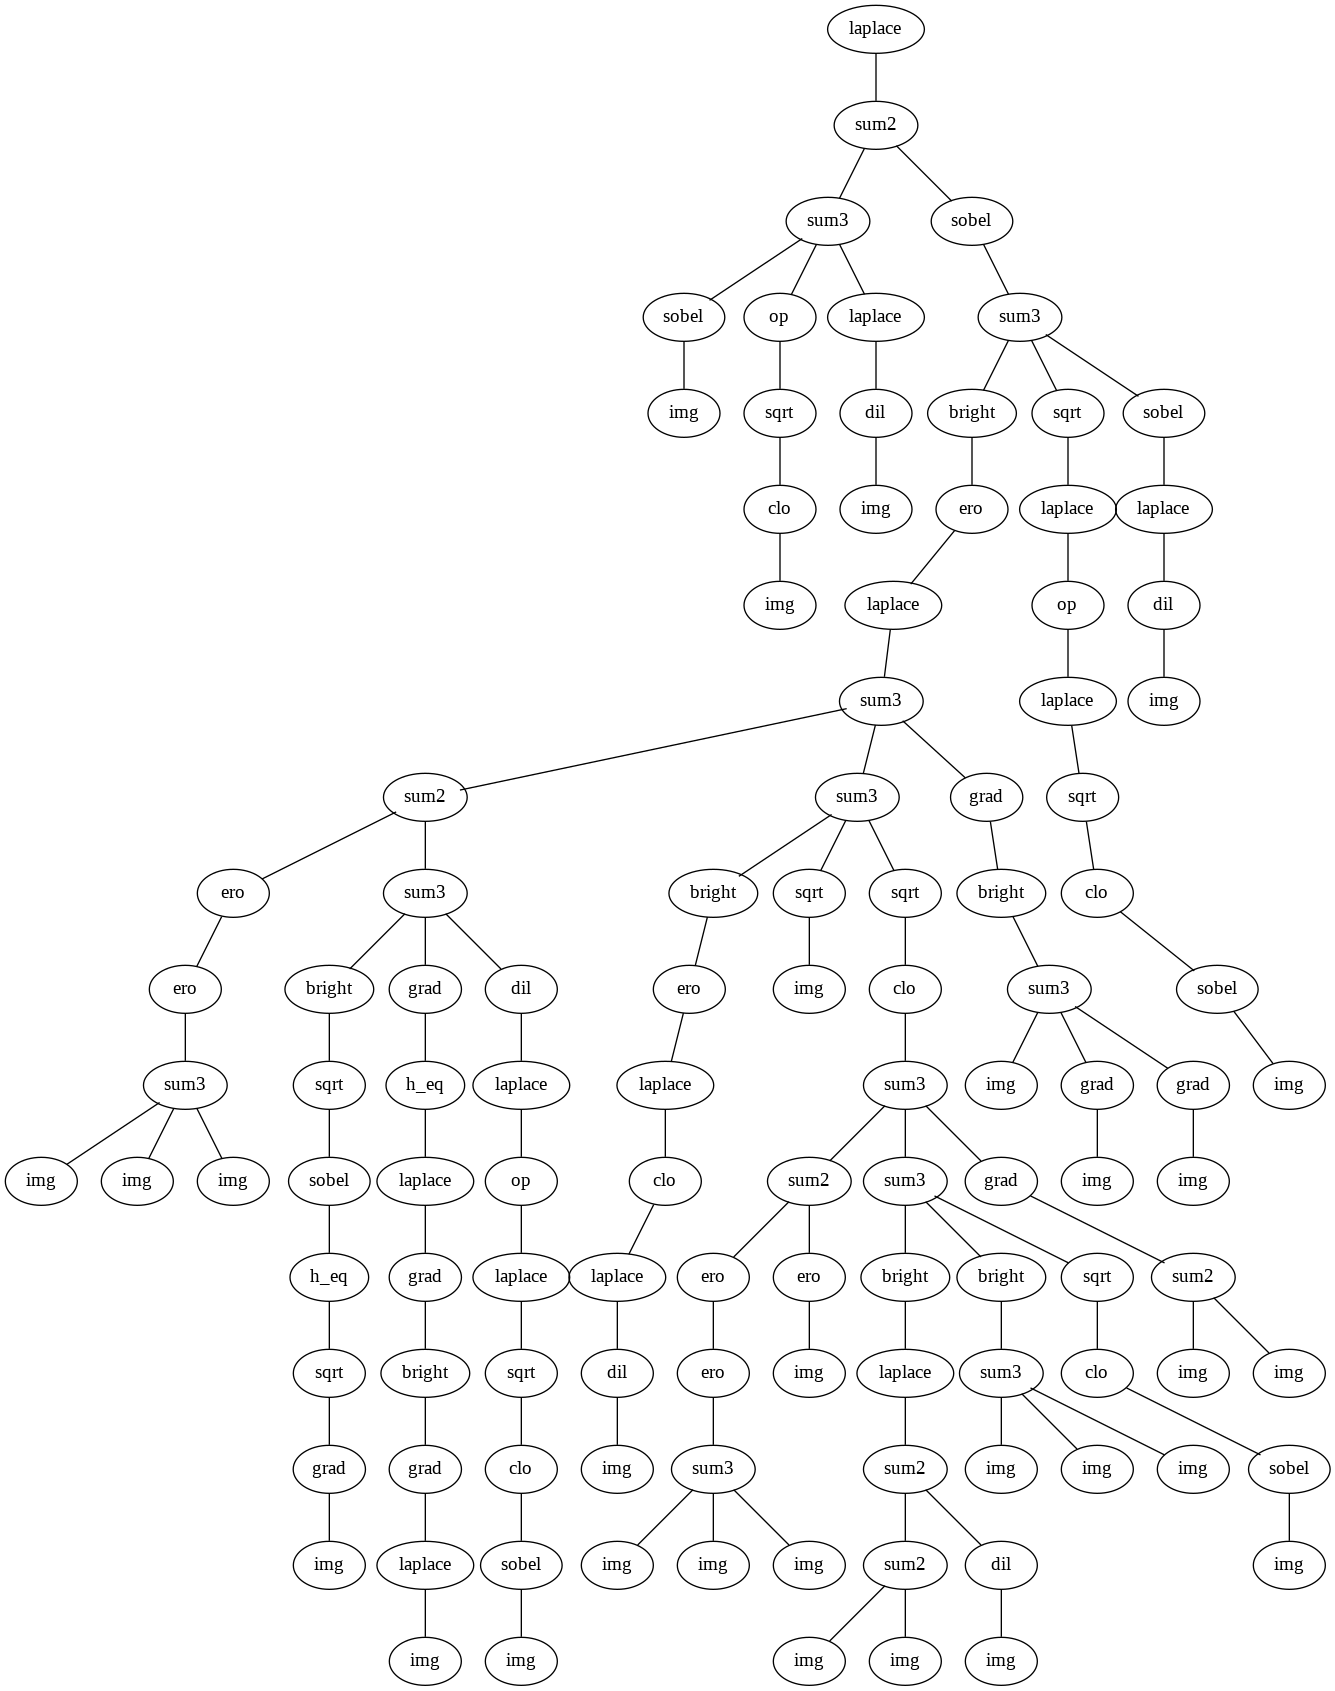 laplace
sum2
sum3 sobel
sobel op laplace sum3
img sqrt dil bright sqrt sobel
clo img ero laplace laplace
img laplace op dil
sum3 laplace img
sum2 sum3 grad sqrt
ero sum3 bright sqrt sqrt bright clo
ero bright grad dil ero img clo sum3 sobel
sum3 sqrt h_eq laplace laplace sum3 img grad grad img
img img img sobel laplace op clo sum2 sum3 grad img img
h_eq grad laplace laplace ero ero bright bright sqrt sum2
sqrt bright sqrt dil ero img laplace sum3 clo img img
grad grad clo img sum3 sum2 img img img sobel
img laplace sobel img img img sum2 dil img
img img img img img